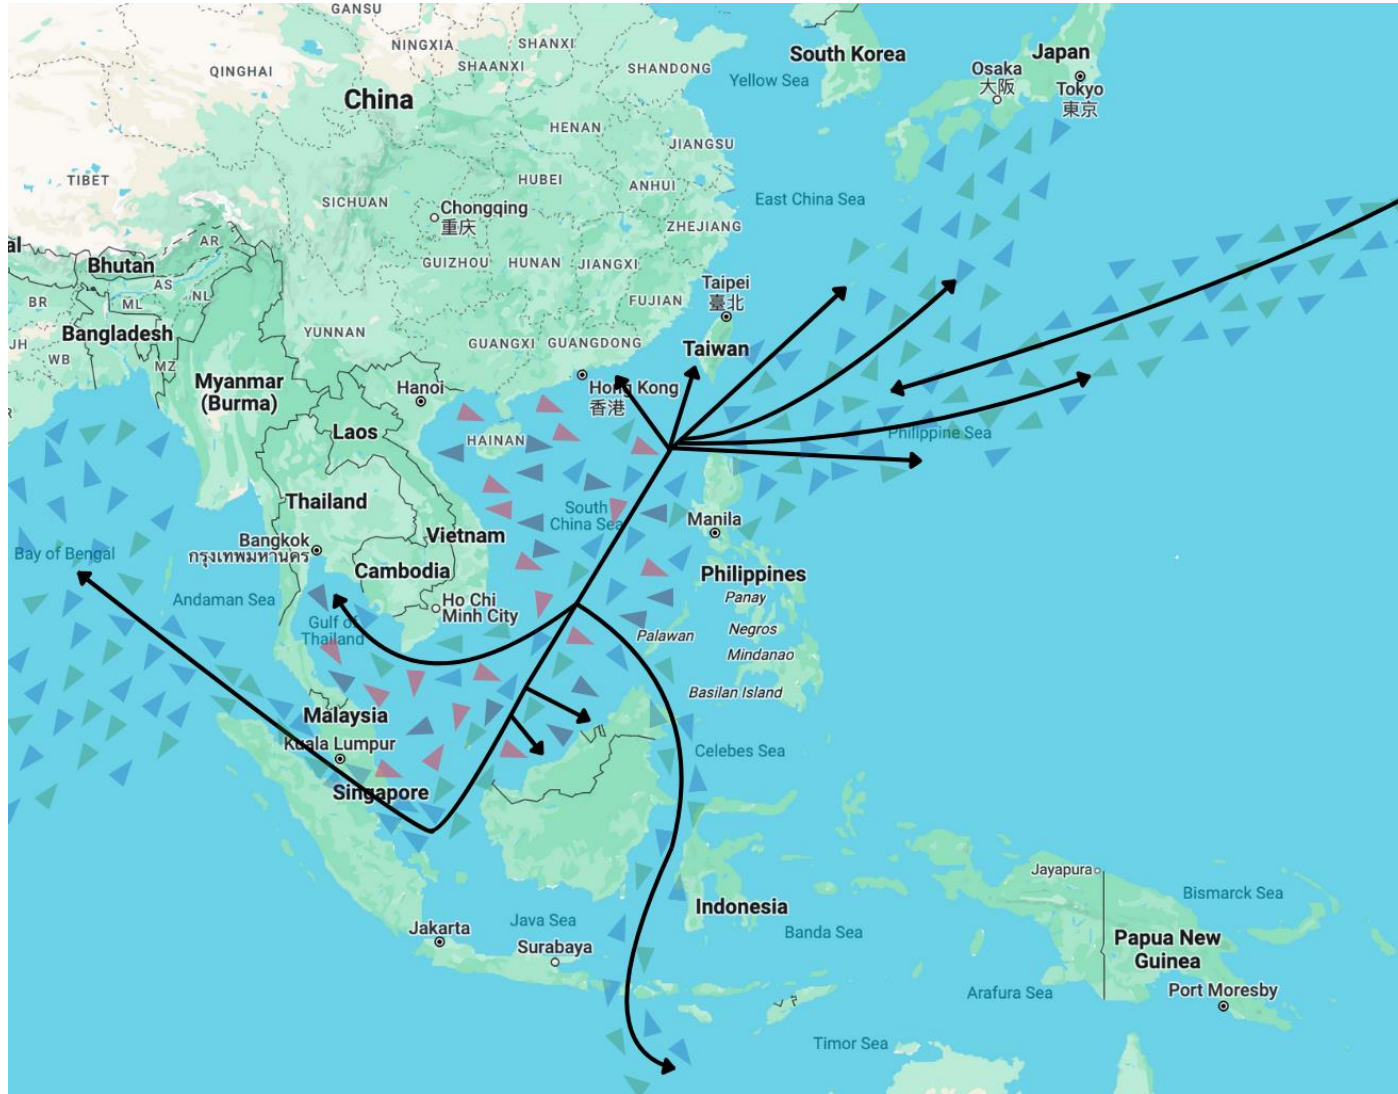 GANSU
NINGXIA
SHANXI
SHAANXI
SHANDONG
QINGHAI
China
South Korea
Yellow Sea
Japan
Osaka
大阪
Tokyo
東京
HENAN
JIANGSU
TIBET
HUBEI
ANHUI
SICHUAN
Chongqing
重庆
East China Sea
ZHEJIANG
AR
Bhutan
GUIZHOU
HUNAN
JIANGXI
AS
NL
ML
BR
Taipei
臺北
FUJIAN
Bangladesh
YUNNAN
GUANGXI
GUANGDONG
Taiwan
JH
WB
MZ
Myanmar
(Burma)
Hanoi
Hong Kong
香港
Laos
HAINAN
Philippine Sea
Thailand
South
China Sea
Manila
Vietnam
Bangkok
กรุงเทพมหานคร
Bay of Bengal
Cambodia
Philippines
Panay
Andaman Sea
Ho Chi
Minh City
Gulf of
Thailand
Negros
Palawan
Mindanao
Basilan Island
Malaysia
Kuala Lumpur
Celebes Sea
Singapore
Jayapura
Bismarck Sea
Indonesia
Java Sea
Jakarta
Surabaya
Banda Sea
Papua New
Guinea
Arafura Sea
Port Moresby
Timor Sea